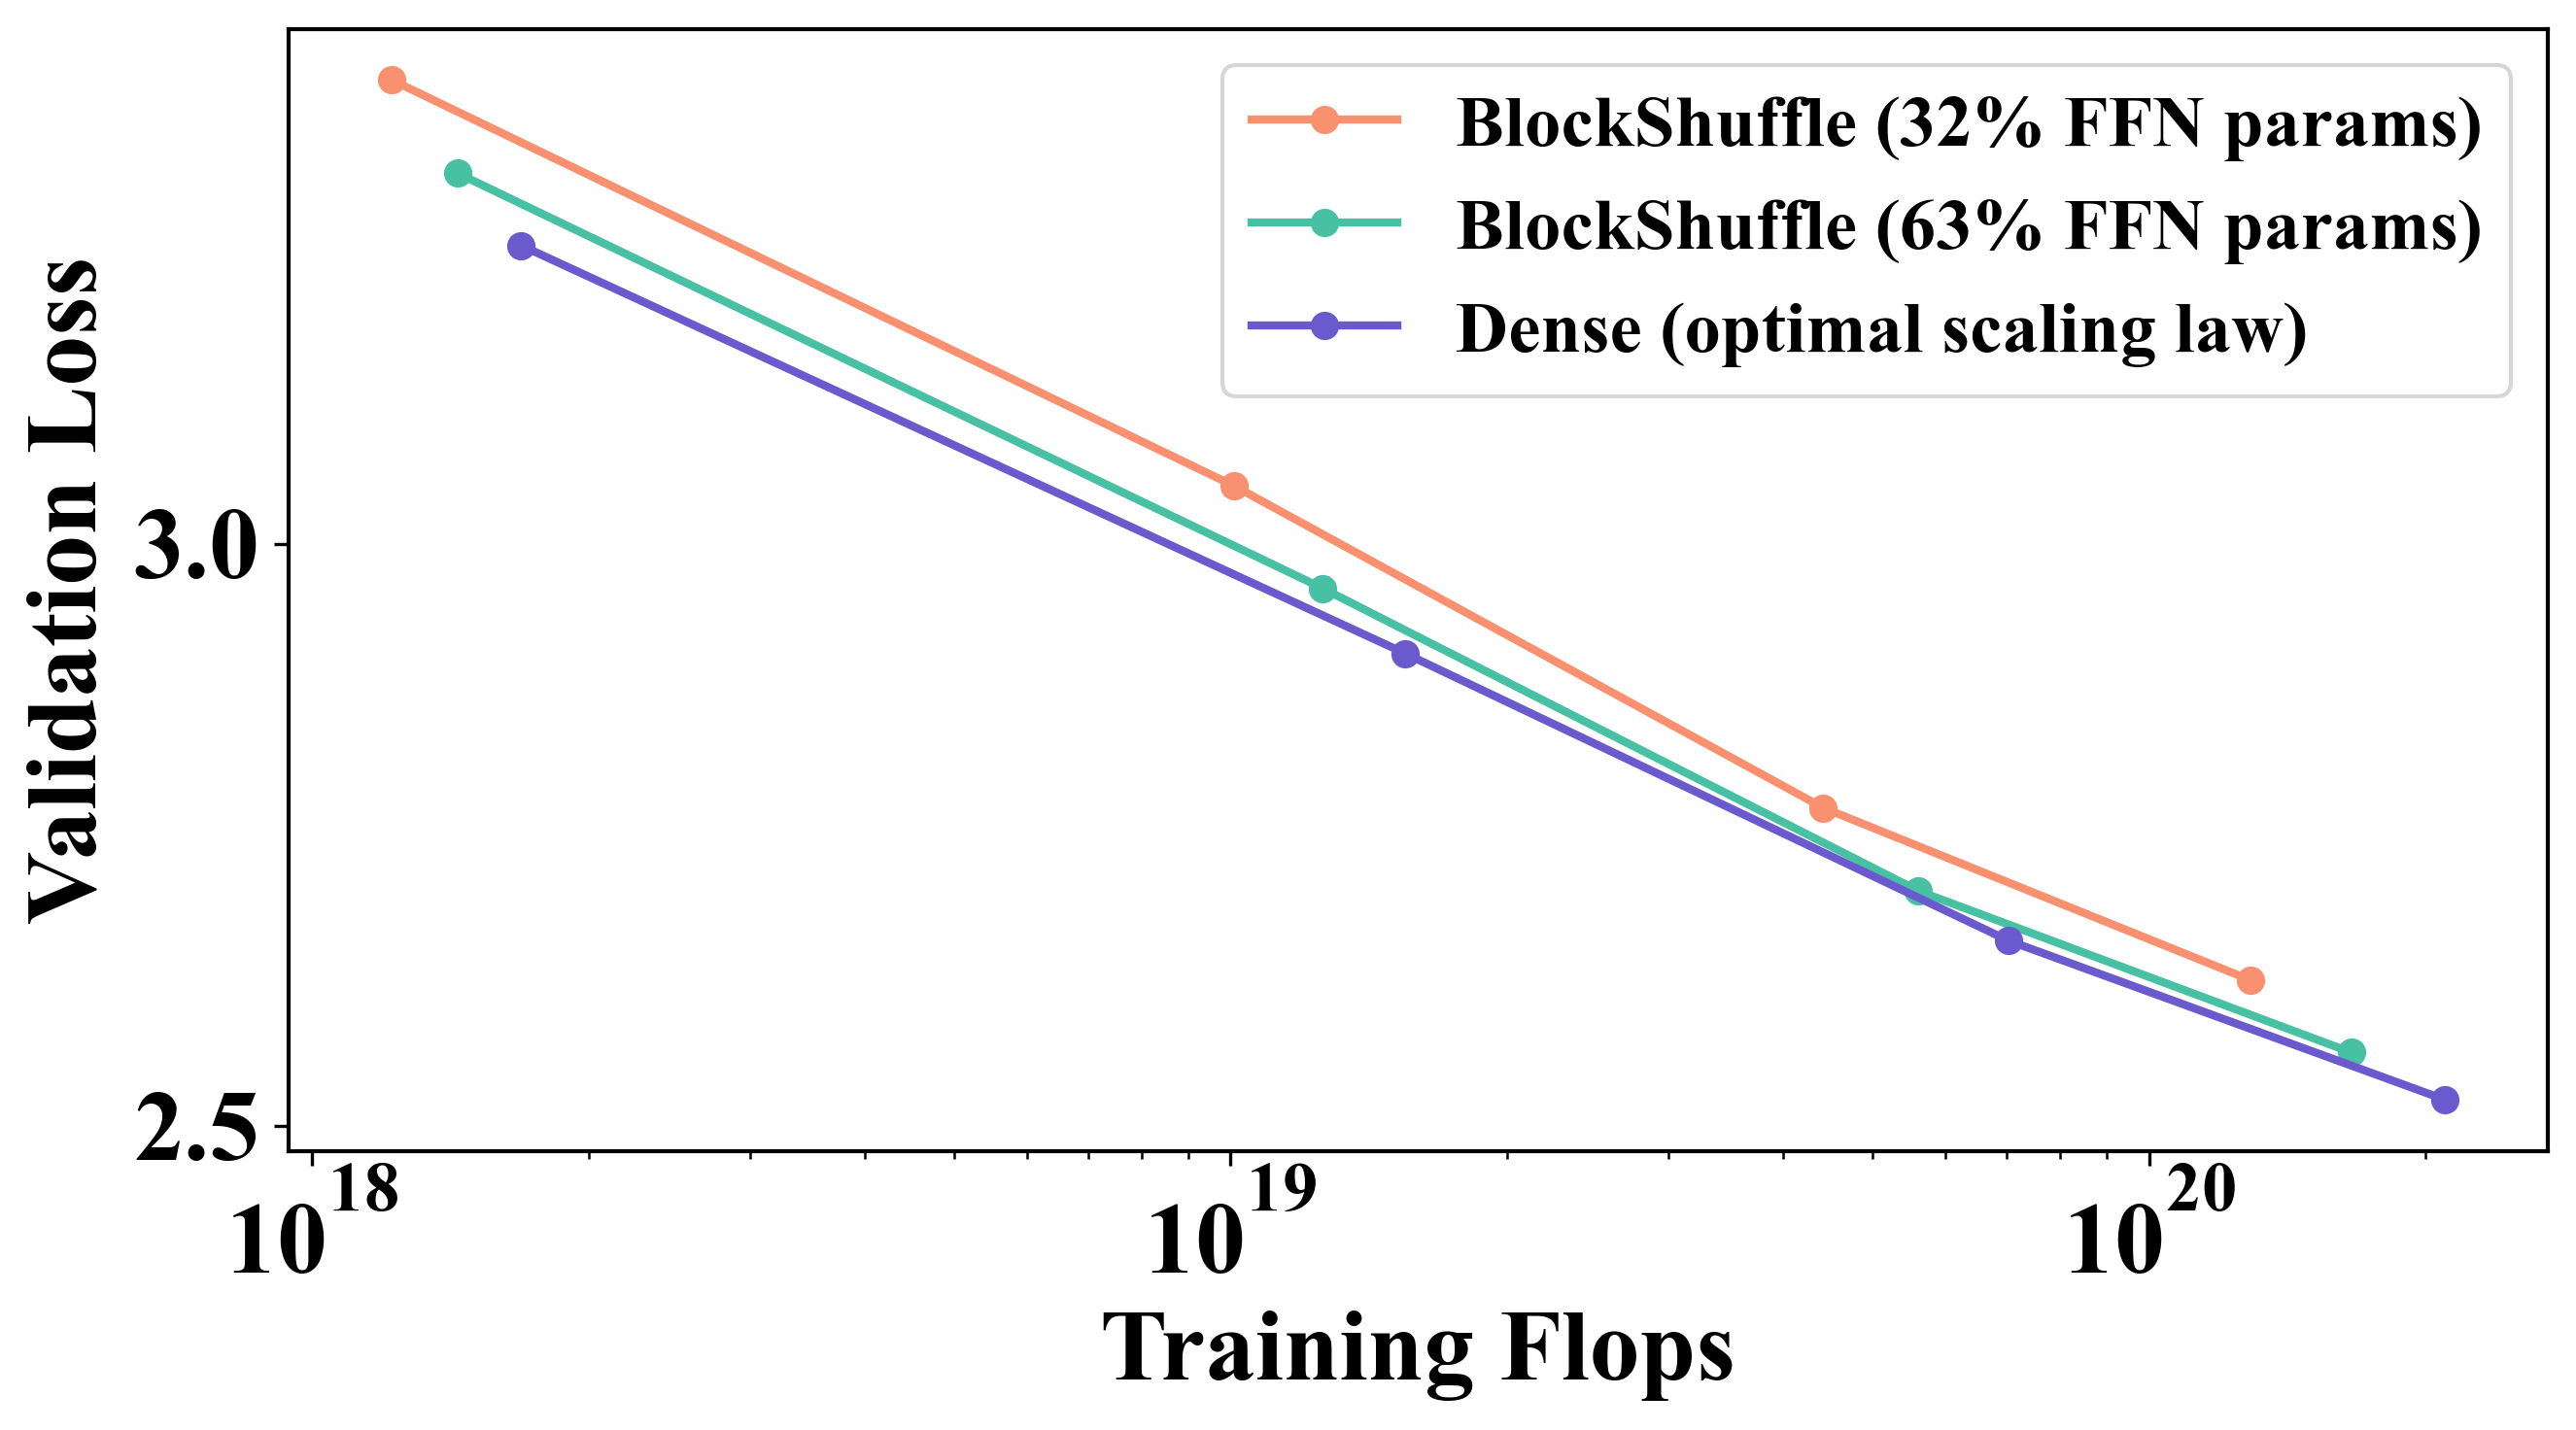 BlockShuffle (32% FFN params)
BlockShuffle (63% FFN params)
Dense (optimal scaling law)
Validation Loss
3.0
2.5
10^18
10^19
10^20
Training Flops